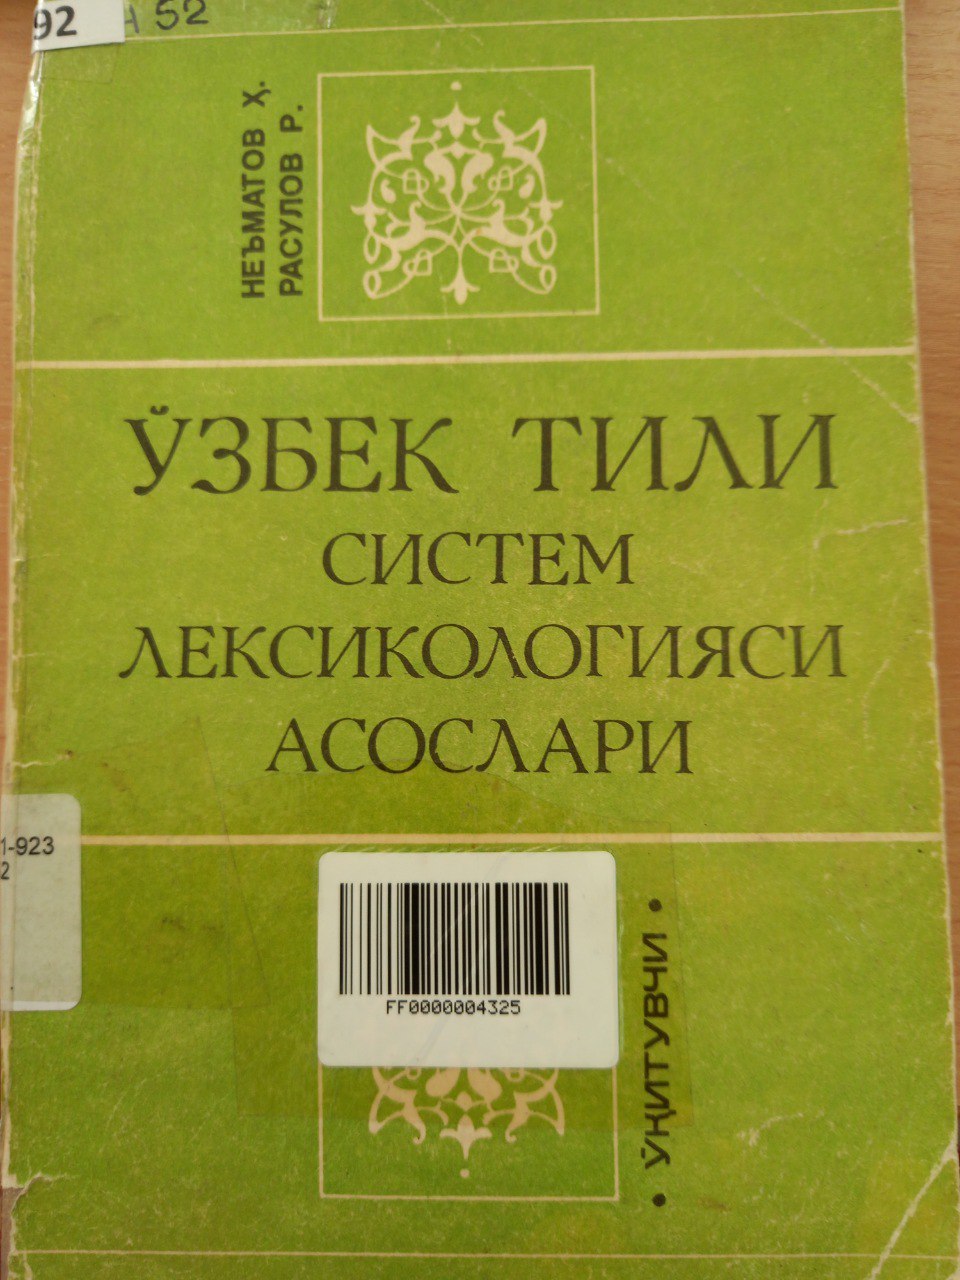 92
52
НЕЪМАТОВ Ҳ.
РАСУЛОВ Р.
ЎЗБЕК ТИЛИ
СИСТЕМ
ЛЕКСИКОЛОГИЯСИ
АСОСЛАРИ
1-923
2
FF0000004325
• ЎҚИТУВЧИ •